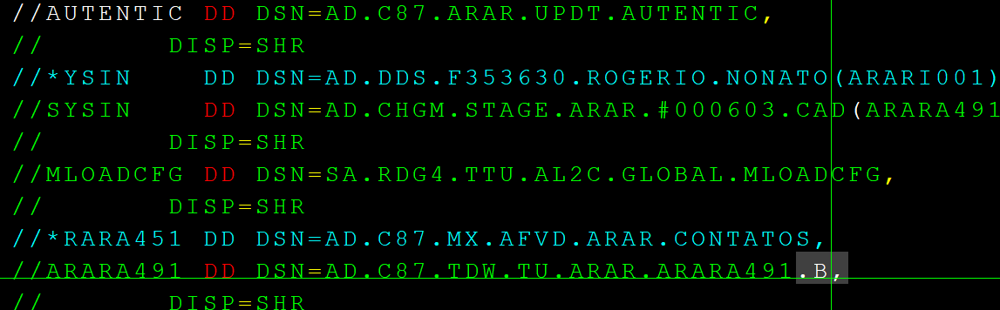 //AUTENTIC DD DSN=AD.C87.ARAR.UPDT.AUTENTIC,
//         DISP=SHR
//*YSIN    DD DSN=AD.DDS.F353630.ROGERIO.NONATO(ARARI001)
//SYSIN    DD DSN=AD.CHGM.STAGE.ARAR.#000603.CAD(ARARA491
//         DISP=SHR
//MLOADCFG DD DSN=SA.RDG4.TTU.AL2C.GLOBAL.MLOADCFG,
//         DISP=SHR
//*RARA451 DD DSN=AD.C87.MX.AFVD.ARAR.CONTATOS,
//ARARA491 DD DSN=AD.C87.TDW.TU.ARAR.ARARA491.B,
//         DISP=SHR